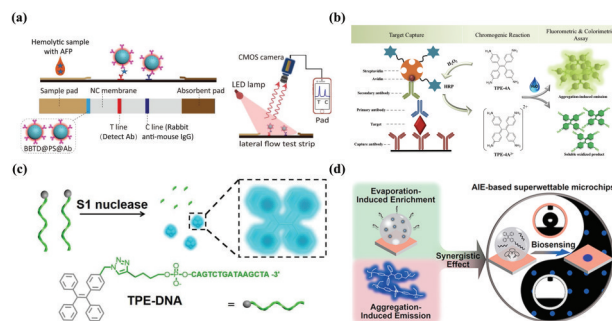 (a)
Hemolytic sample
with AFP
CMOS camera
LED lamp
Sample pad
NC membrane
Absorbent pad
T C
Pad
T line
(Detect Ab)
C line (Rabbit
anti-mouse IgG)
BBTD@PS@Ab
lateral flow test strip
(b)
Target Capture
Chromogenic Reaction
Fluorometric & Colorimetric
Assay
Streptavidin
Avidin
Secondary antibody
Primary antibody
Target
Capture antibody
H₂O₂
HRP
TPE-4A
Aggregation-induced emission
Soluble oxidized product
(c)
S1 nuclease
CAGTCTGATAAGCTA -3'
TPE-DNA
=
(d)
Evaporation-
Induced Enrichment
Aggregation-
Induced Emission
Synergistic
Effect
AIE-based superwettable microchips
Biosensing